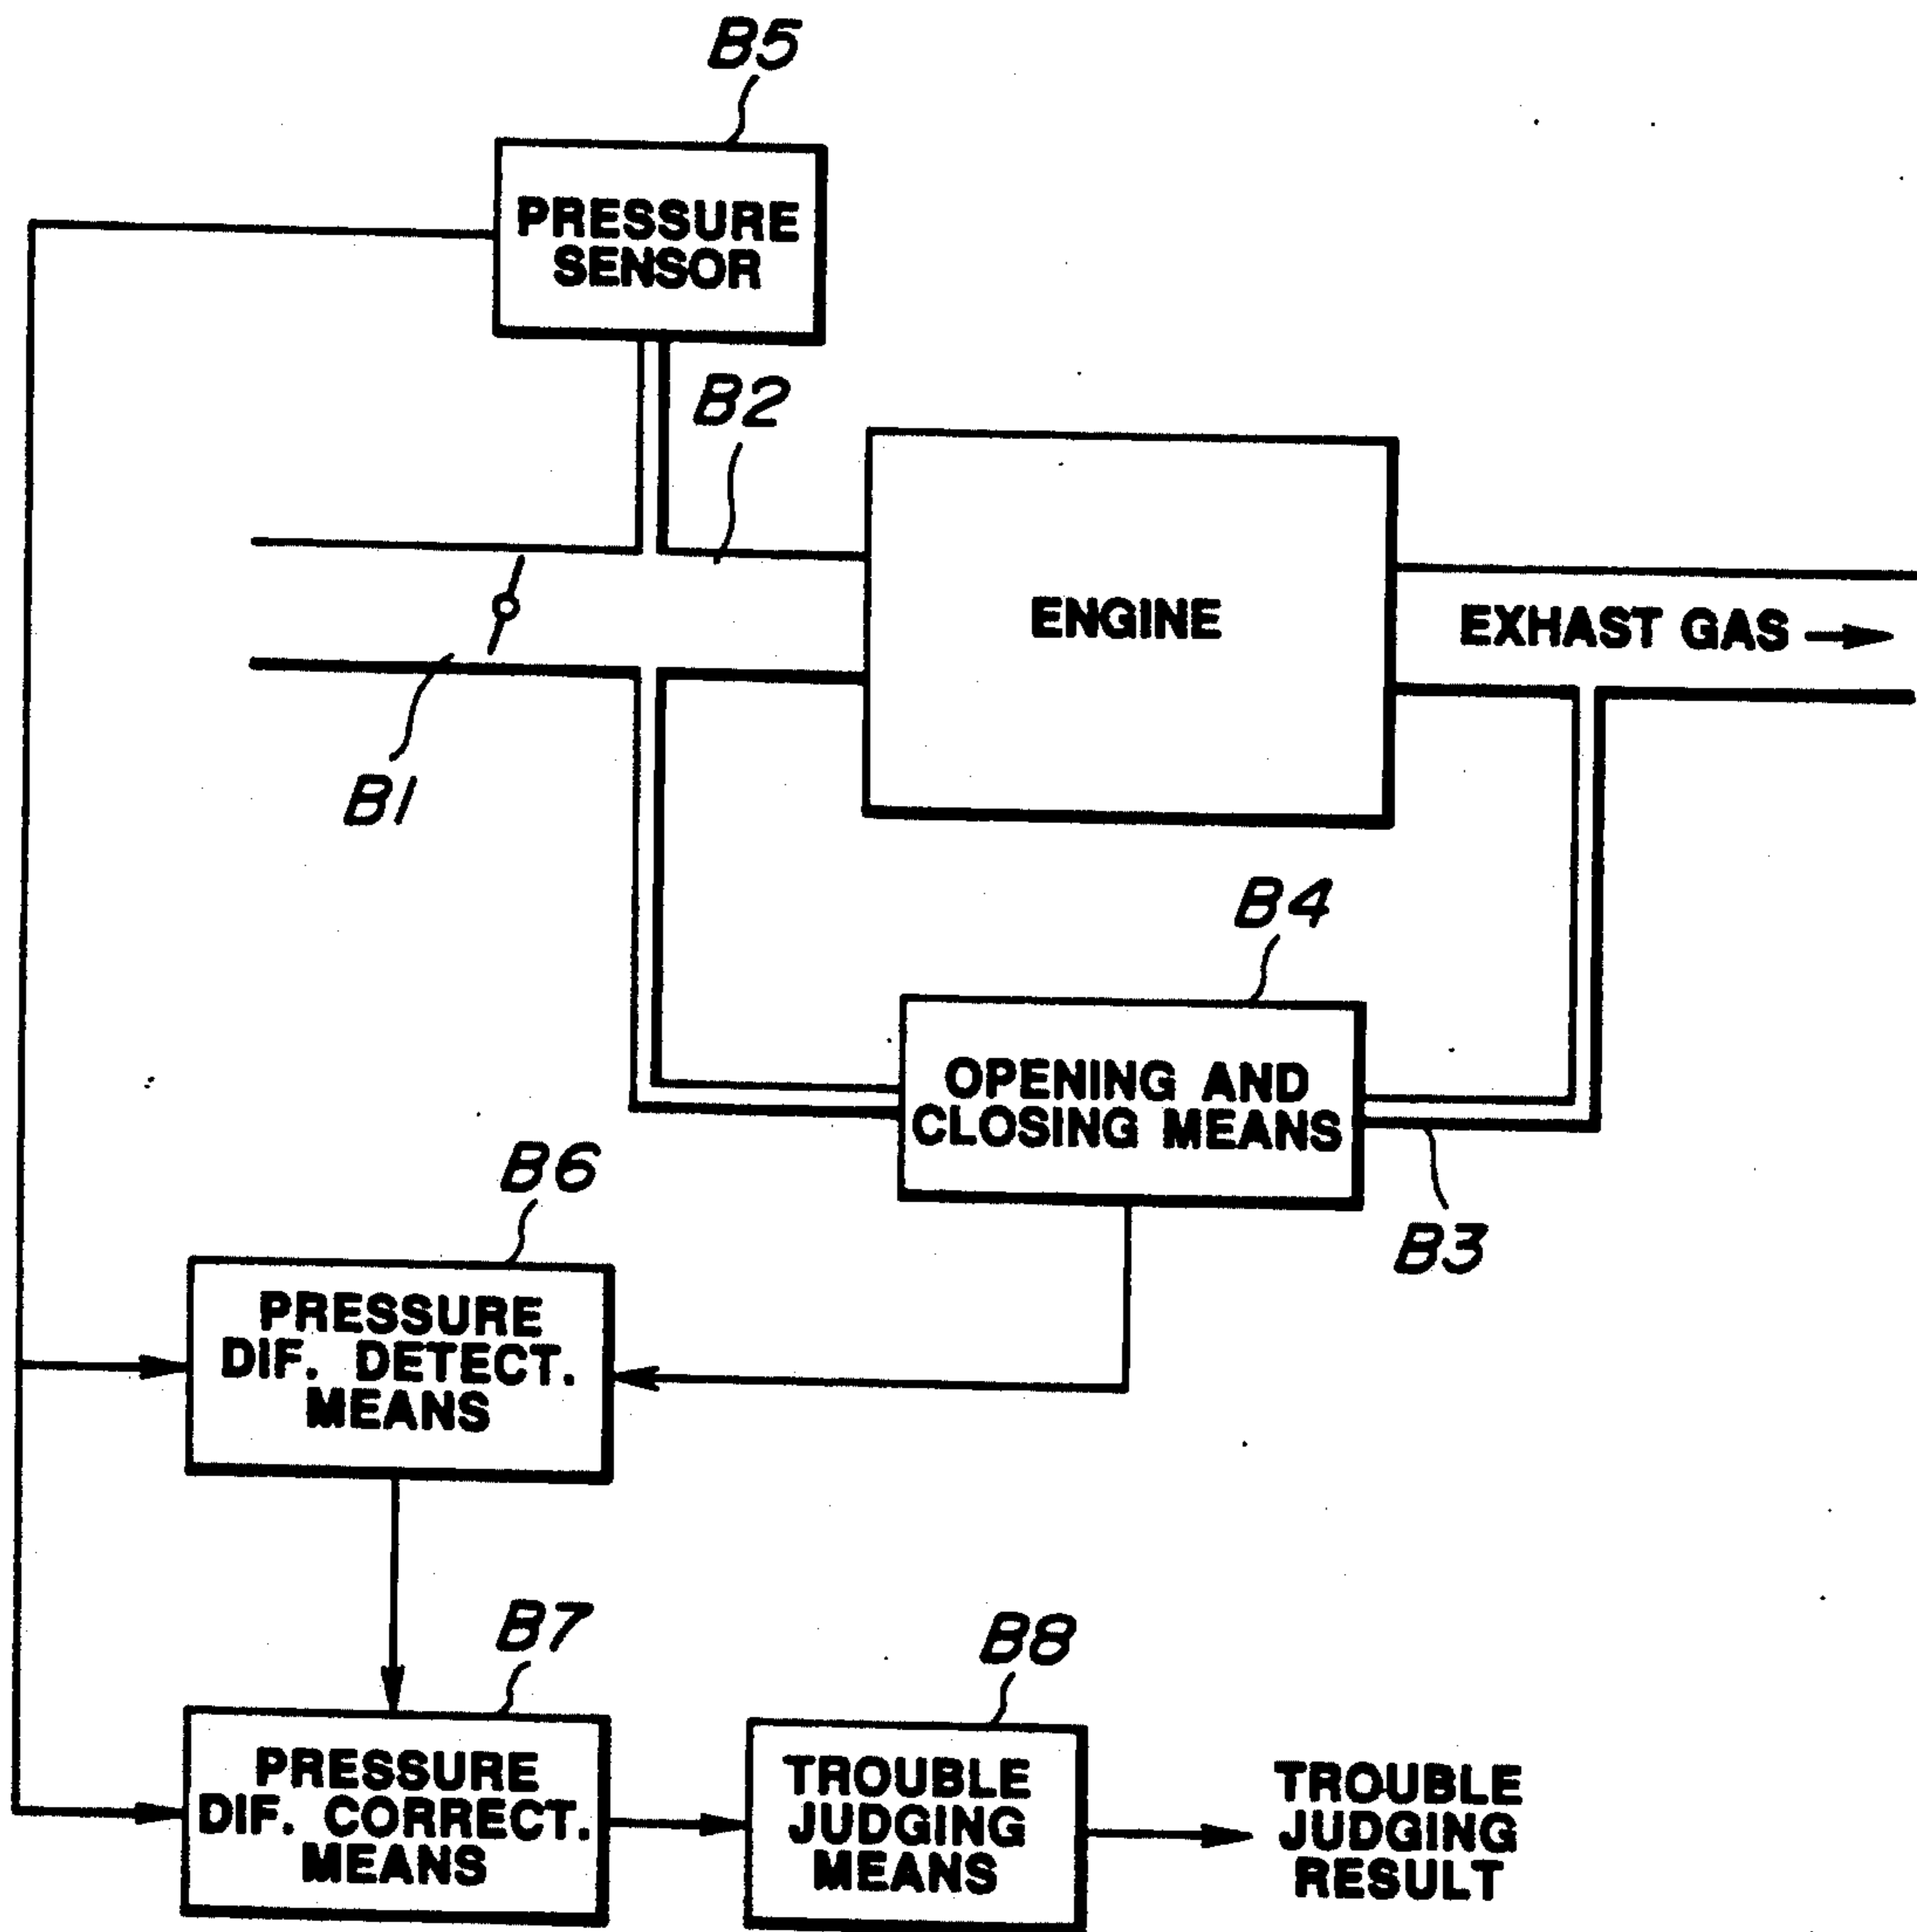 B5
PRESSURE
SENSOR
B2
ENGINE
EXHAST GAS
B1
B4
OPENING AND
CLOSING MEANS
B3
B6
PRESSURE
DIF. DETECT.
MEANS
B7
PRESSURE
DIF. CORRECT.
MEANS
B8
TROUBLE
JUDGING
MEANS
TROUBLE
JUDGING
RESULT